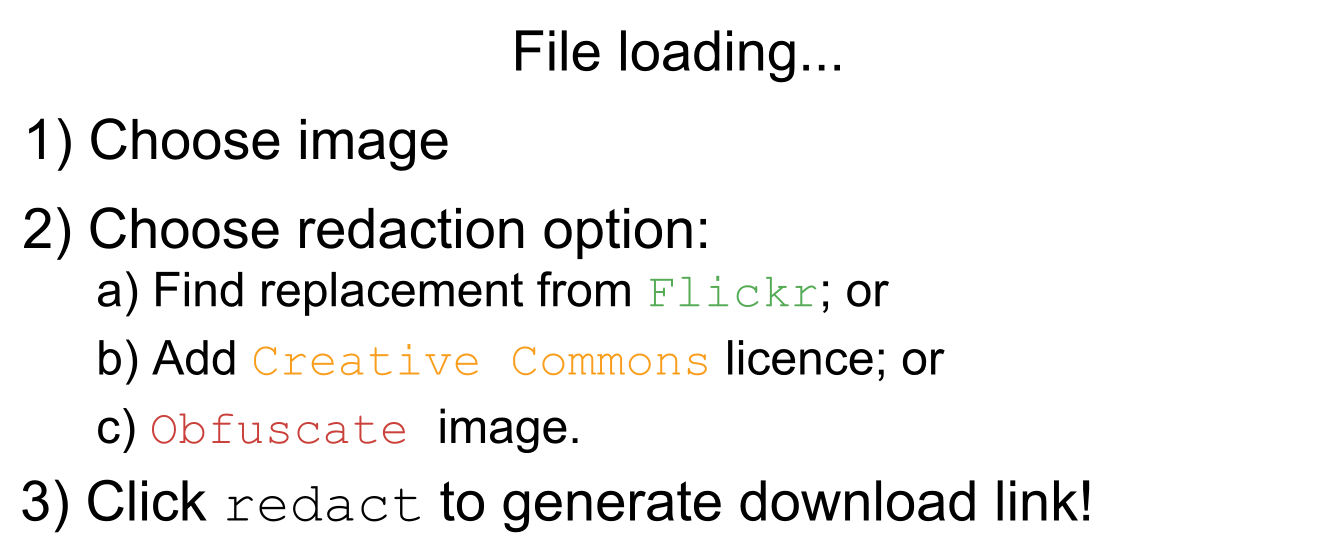 File loading...
1) Choose image
2) Choose redaction option:
a) Find replacement from Flickr; or
b) Add Creative Commons licence; or
c) Obfuscate image.
3) Click redact to generate download link!